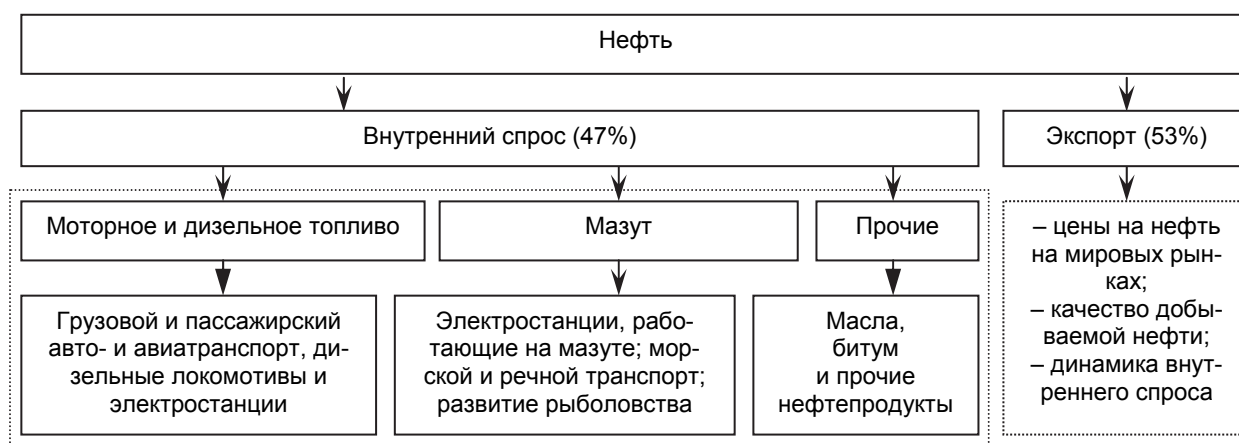 Нефть
Внутренний спрос (47%)
Экспорт (53%)
Моторное и дизельное топливо
Мазут
Прочие
Грузовой и пассажирский
авто- и авиатранспорт, ди-
зельные локомотивы и
электростанции
Электростанции, рабо-
тающие на мазуте; мор-
ской и речной транспорт;
развитие рыболовства
Масла,
битум
и прочие
нефтепродукты
– цены на нефть
на мировых рын-
ках;
– качество добы-
ваемой нефти;
– динамика внут-
реннего спроса